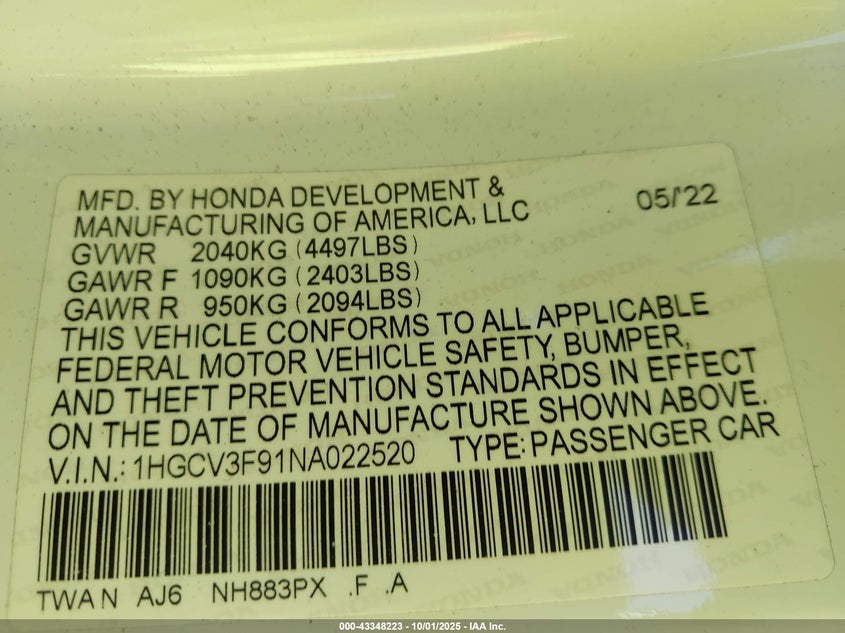 MFD. BY HONDA DEVELOPMENT &
MANUFACTURING OF AMERICA, LLC
05/'22
GVWR 2040KG (4497LBS)
GAWR F 1090KG (2403LBS)
GAWR R 950KG (2094LBS)
THIS VEHICLE CONFORMS TO ALL APPLICABLE
FEDERAL MOTOR VEHICLE SAFETY, BUMPER,
AND THEFT PREVENTION STANDARDS IN EFFECT
ON THE DATE OF MANUFACTURE SHOWN ABOVE.
V.I.N.: 1HGCV3F91NA022520 TYPE: PASSENGER CAR
TWAN AJ6 NH883PX .F .A
000-43348223 - 10/01/2025 - IAA Inc.